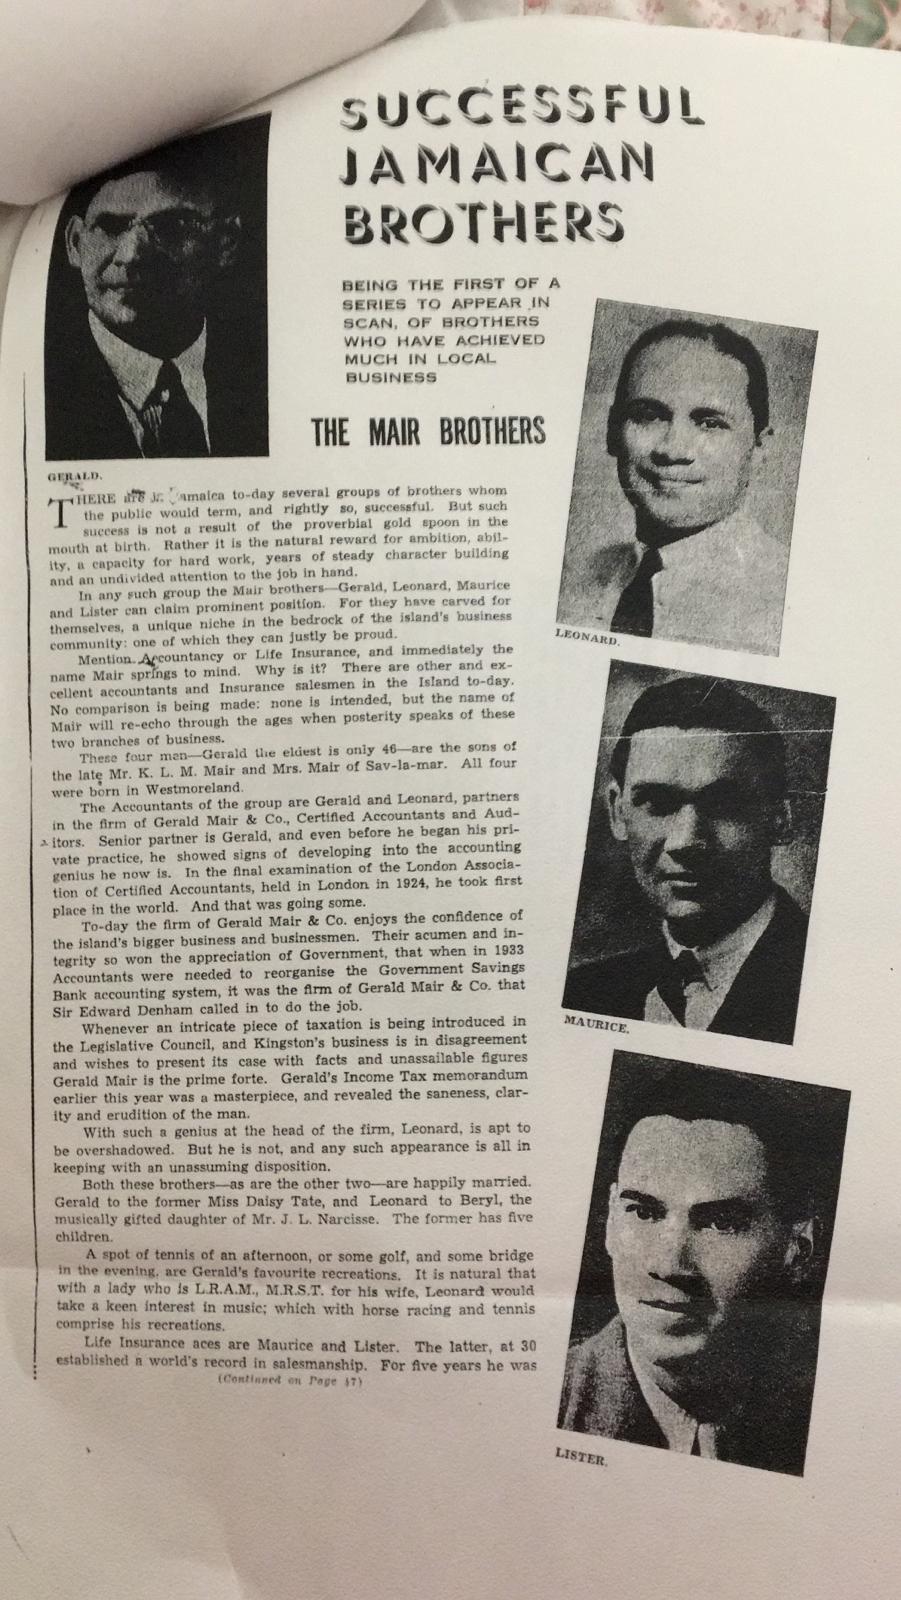 SUCCESSFUL
JAMAICAN
BROTHERS
BEING THE FIRST OF A
SERIES TO APPEAR IN
SCAN, OF BROTHERS
WHO HAVE ACHIEVED
MUCH IN LOCAL
BUSINESS
THE MAIR BROTHERS
GERALD.
THERE are in Jamaica to-day several groups of brothers whom
the public would term, and rightly so, successful. But such
success is not a result of the proverbial gold spoon in the
mouth at birth. Rather it is the natural reward for ambition, abil-
ity, a capacity for hard work, years of steady character building
and an undivided attention to the job in hand.
In any such group the Mair brothers—Gerald, Leonard, Maurice
and Lister can claim prominent position. For they have carved for
themselves, a unique niche in the bedrock of the island's business
community: one of which they can justly be proud.
Mention Accountancy or Life Insurance, and immediately the
name Mair springs to mind. Why is it? There are other and ex-
cellent accountants and Insurance salesmen in the Island to-day.
No comparison is being made: none is intended, but the name of
Mair will re-echo through the ages when posterity speaks of these
two branches of business.
These four men—Gerald the eldest is only 46—are the sons of
the late Mr. K. L. M. Mair and Mrs. Mair of Sav-la-mar. All four
were born in Westmoreland.
The Accountants of the group are Gerald and Leonard, partners
in the firm of Gerald Mair & Co., Certified Accountants and Aud-
itors. Senior partner is Gerald, and even before he began his pri-
vate practice, he showed signs of developing into the accounting
genius he now is. In the final examination of the London Associa-
tion of Certified Accountants, held in London in 1924, he took first
place in the world. And that was going some.
To-day the firm of Gerald Mair & Co. enjoys the confidence of
the island's bigger business and businessmen. Their acumen and in-
tegrity so won the appreciation of Government, that when in 1933
Accountants were needed to reorganise the Government Savings
Bank accounting system, it was the firm of Gerald Mair & Co. that
Sir Edward Denham called in to do the job.
Whenever an intricate piece of taxation is being introduced in
the Legislative Council, and Kingston's business is in disagreement
and wishes to present its case with facts and unassailable figures
Gerald Mair is the prime forte. Gerald's Income Tax memorandum
earlier this year was a masterpiece, and revealed the saneness, clar-
ity and erudition of the man.
With such a genius at the head of the firm, Leonard, is apt to
be overshadowed. But he is not, and any such appearance is all in
keeping with an unassuming disposition.
Both these brothers—as are the other two—are happily married.
Gerald to the former Miss Daisy Tate, and Leonard to Beryl, the
musically gifted daughter of Mr. J. L. Narcisse. The former has five
children.
A spot of tennis of an afternoon, or some golf, and some bridge
in the evening, are Gerald's favourite recreations. It is natural that
with a lady who is L.R.A.M., M.R.S.T. for his wife, Leonard would
take a keen interest in music; which with horse racing and tennis
comprise his recreations.
Life Insurance aces are Maurice and Lister. The latter, at 30
established a world's record in salesmanship. For five years he was
(Continued on Page 47)
LEONARD.
MAURICE.
LISTER.